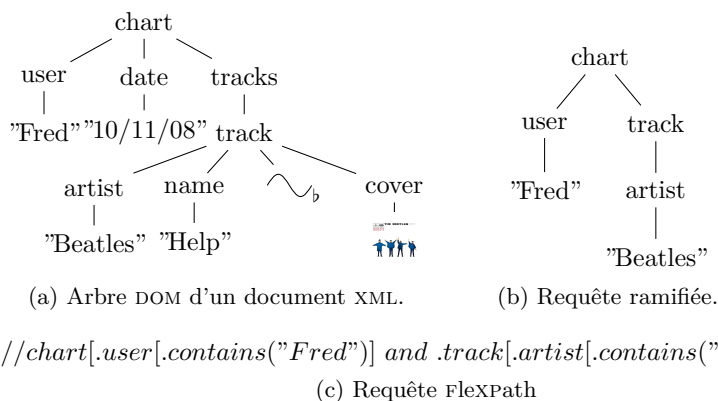 chart
user date tracks
"Fred" "10/11/08" track
artist name cover
"Beatles" "Help"
(a) Arbre DOM d'un document XML.
chart
user track
"Fred" artist
"Beatles"
(b) Requête ramifiée.
//chart[.user[.contains("Fred")] and .track[.artist[.contains("
(c) Requête FleXPath